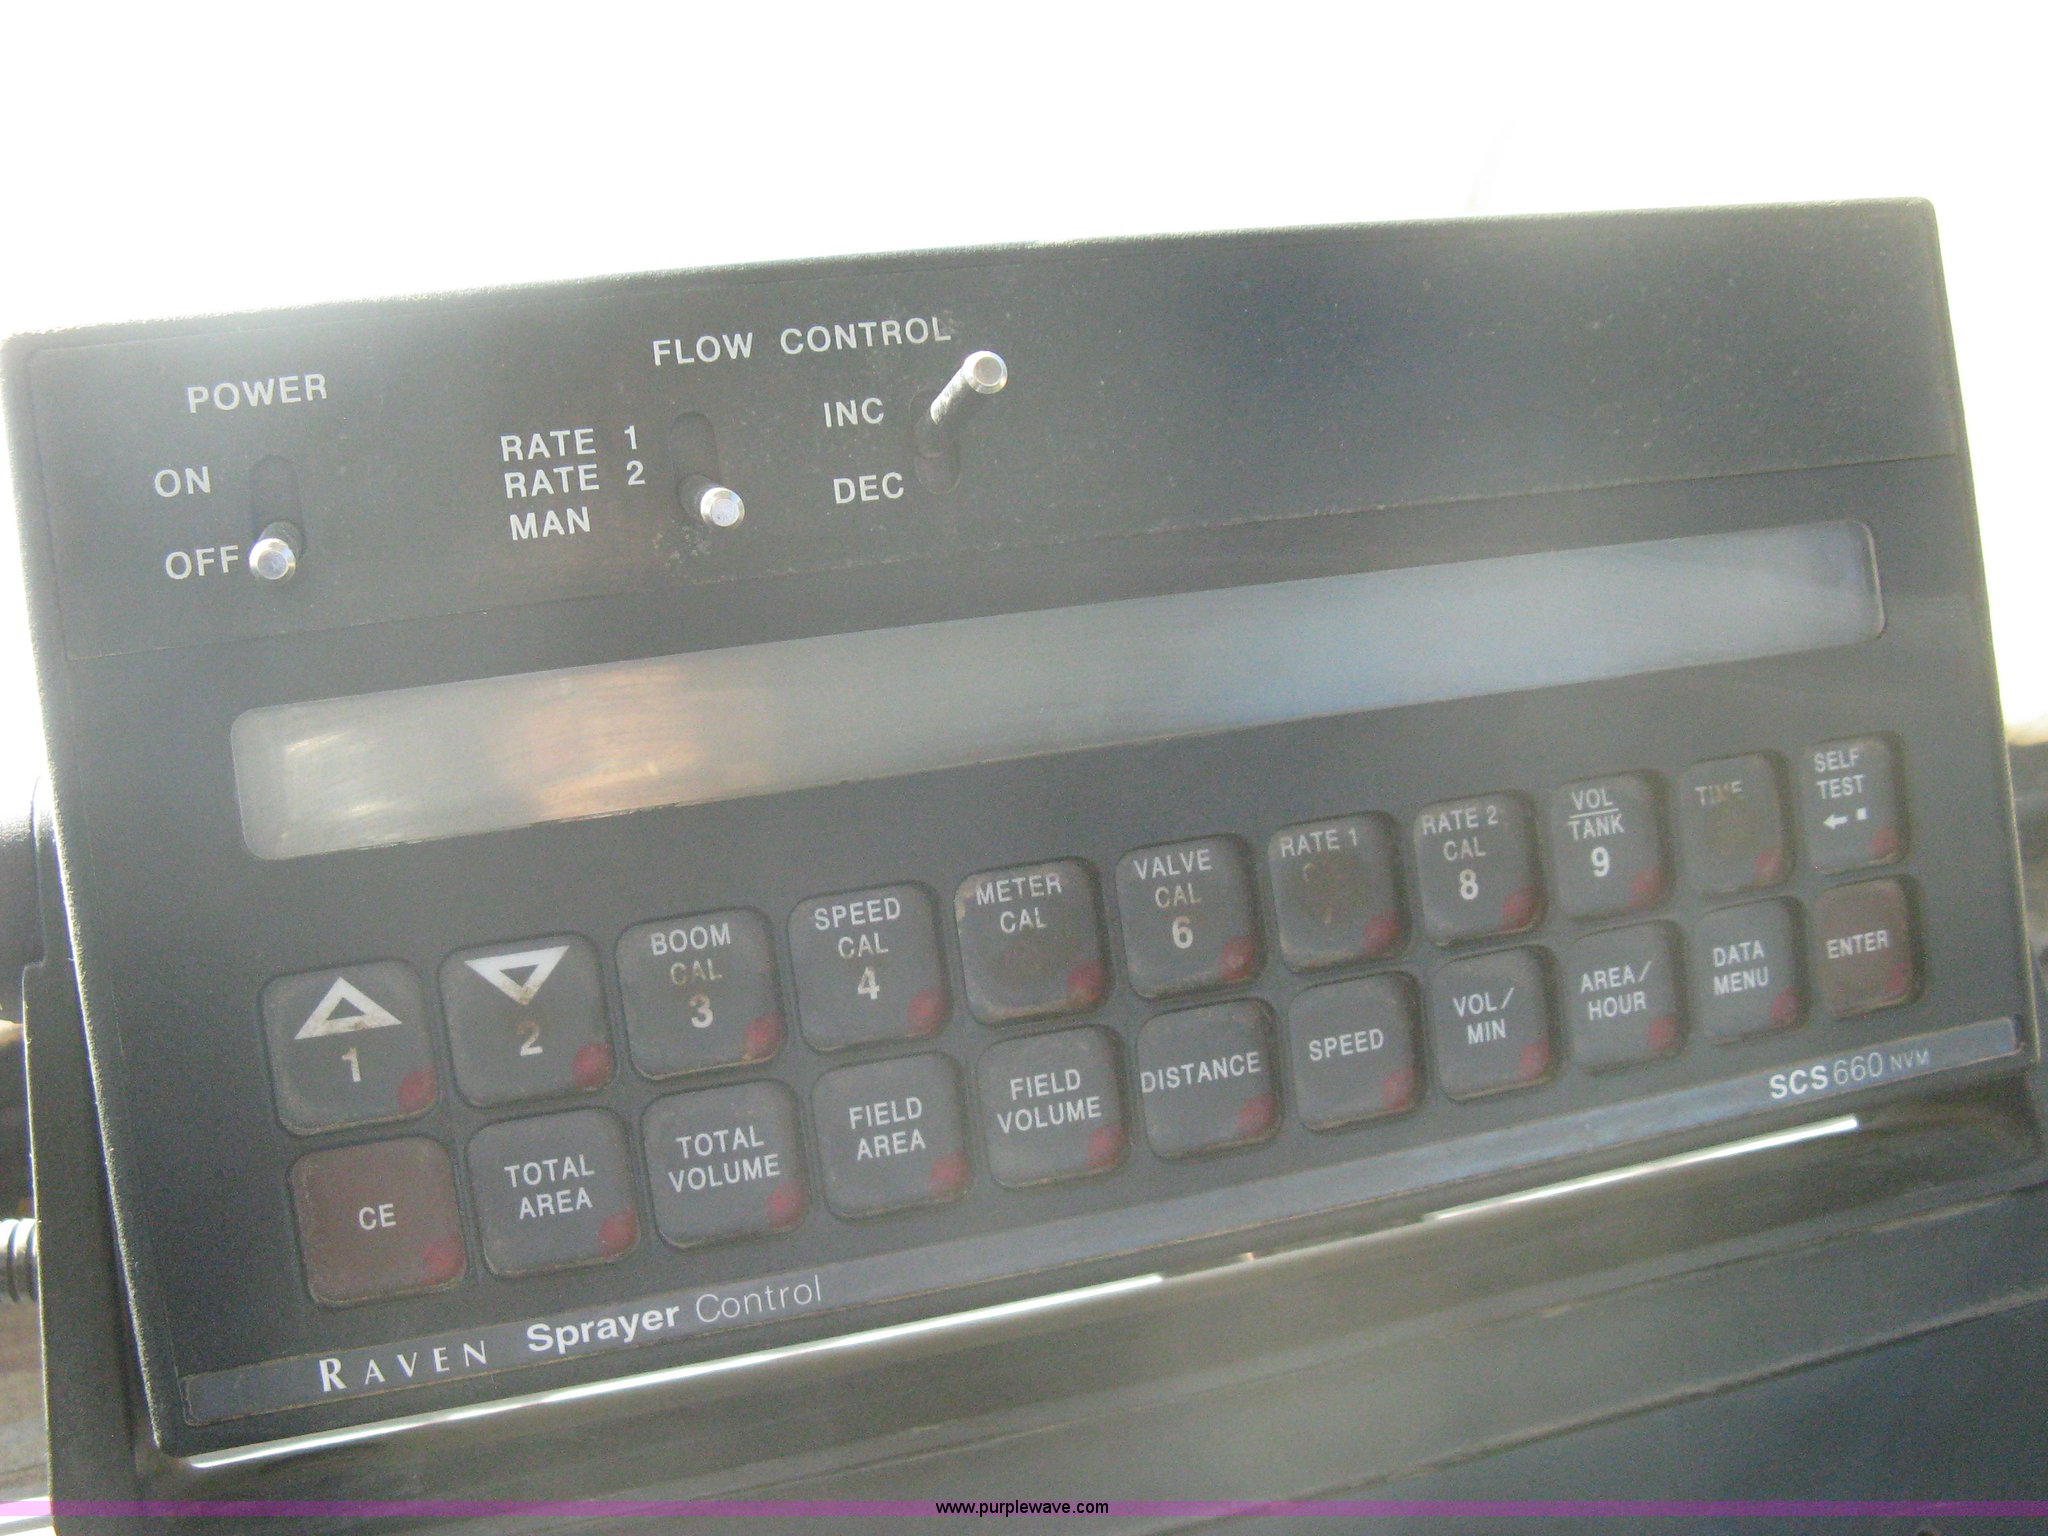 FLOW CONTROL
POWER
ON
OFF
RATE 1
RATE 2
MAN
INC
DEC
1
2
BOOM
CAL
3
SPEED
CAL
4
METER
CAL
VALVE
CAL
6
RATE 1
RATE 2
CAL
8
VOL
TANK
9
TIME
SELF
TEST
CE
TOTAL
AREA
TOTAL
VOLUME
FIELD
AREA
FIELD
VOLUME
DISTANCE
SPEED
VOL/
MIN
AREA/
HOUR
DATA
MENU
ENTER
RAVEN Sprayer Control
SCS660 NVM
www.purplewave.com